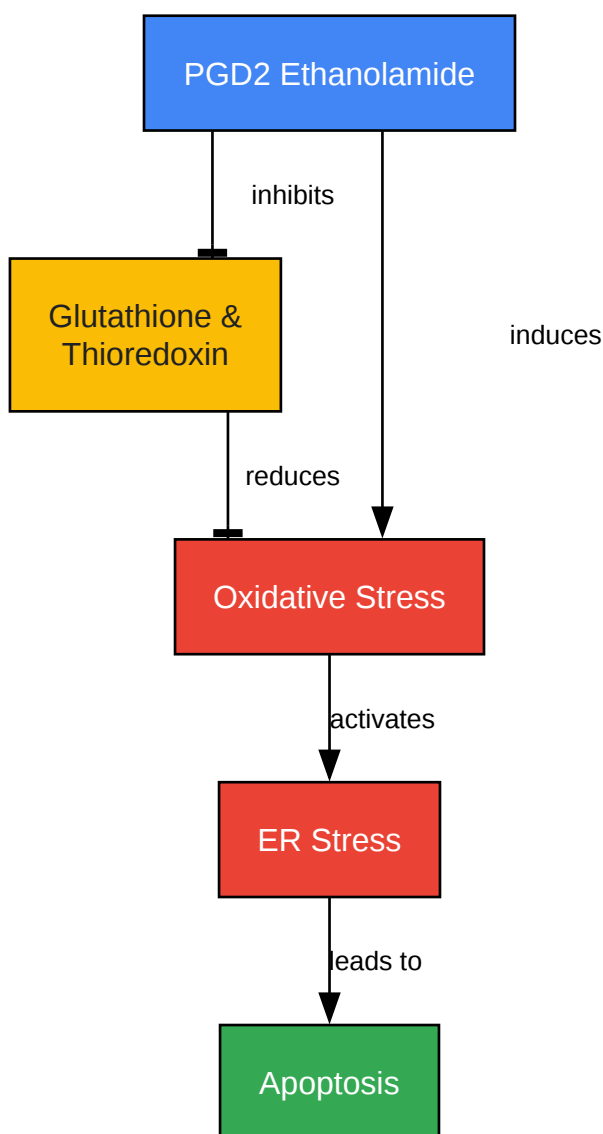 PGD2 Ethanolamide
inhibits
Glutathione &
Thioredoxin
induces
reduces
Oxidative Stress
activates
ER Stress
leads to
Apoptosis